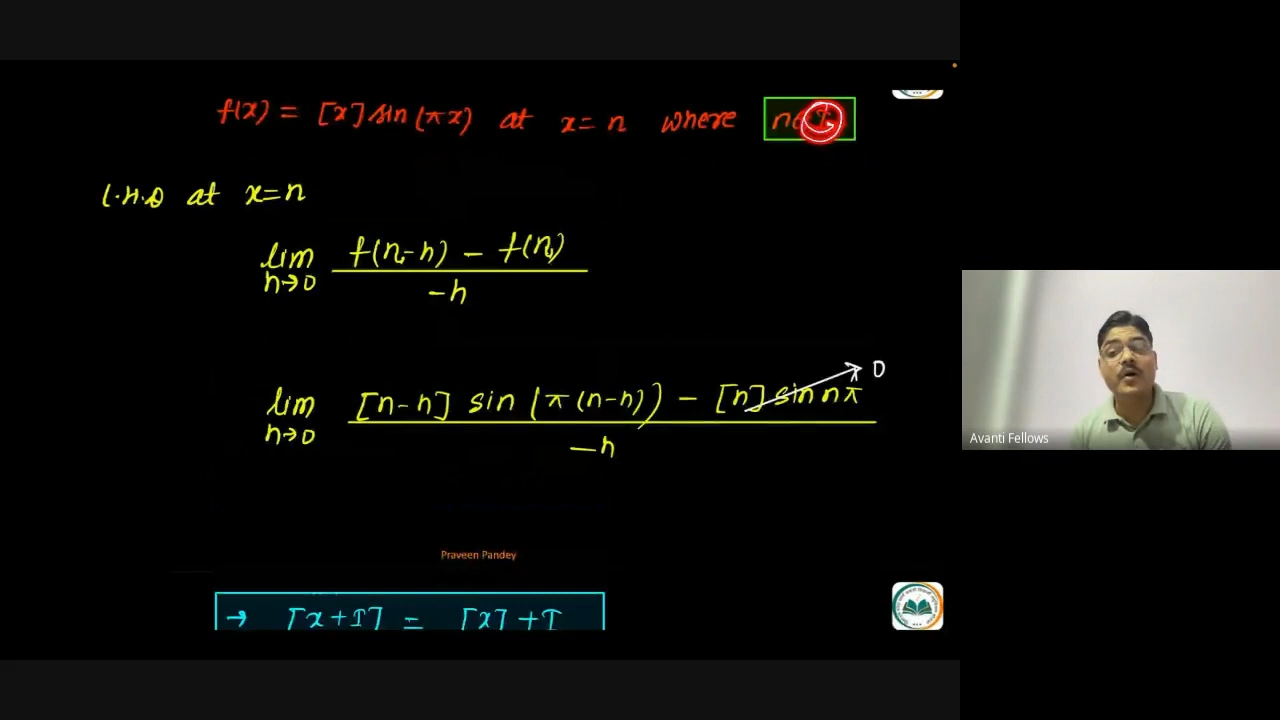 f(x) = [x] sin (πx) at x = n where n∈I
L.H.D at x=n
lim h→0 f(n-h) - f(n)
-h
lim h→0 [n-h] sin (π(n-h)) - [n] sin nπ 0
-h
Avanti Fellows
Praveen Pandey
→ [x+I] = [x] + I